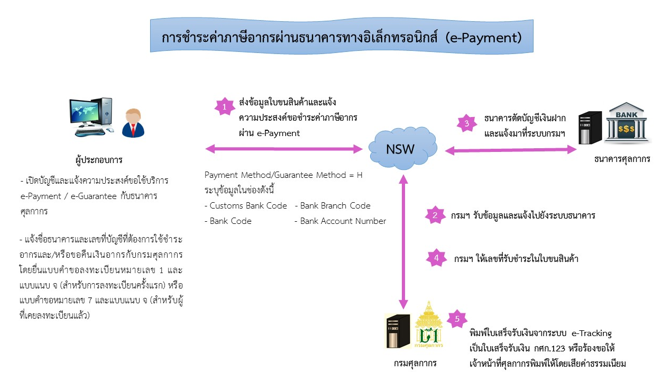 การชำระค่าภาษีอากรผ่านธนาคารทางอิเล็กทรอนิกส์ (e-Payment)
1
ส่งข้อมูลใบขนสินค้าและแจ้ง
ความประสงค์ขอชำระค่าภาษีอากร
ผ่าน e-Payment
ผู้ประกอบการ
- เปิดบัญชีและแจ้งความประสงค์ขอใช้บริการ
e-Payment / e-Guarantee กับธนาคาร
ศุลกากร
- แจ้งชื่อธนาคารและเลขที่บัญชีที่ต้องการใช้ชำระ
อากรและ/หรือขอคืนเงินอากรกับกรมศุลกากร
โดยยื่นแบบคำขอลงทะเบียนหมายเลข 1 และ
แบบแนบ จ (สำหรับการลงทะเบียนครั้งแรก) หรือ
แบบคำขอหมายเลข 7 และแบบแนบ จ (สำหรับผู้
ที่เคยลงทะเบียนแล้ว)
Payment Method/Guarantee Method = H
ระบุข้อมูลในช่องดังนี้
- Customs Bank Code - Bank Branch Code
- Bank Code - Bank Account Number
NSW
3
ธนาคารตัดบัญชีเงินฝาก
และแจ้งมาที่ระบบกรมฯ
BANK
$$$
ธนาคารศุลกากร
2
กรมฯ รับข้อมูลและแจ้งไปยังระบบธนาคาร
4
กรมฯ ให้เลขที่รับชำระในใบขนสินค้า
กรมศุลกากร
5
พิมพ์ใบเสร็จรับเงินจากระบบ e-Tracking
เป็นใบเสร็จรับเงิน กศก.123 หรือร้องขอให้
เจ้าหน้าที่ศุลกากรพิมพ์ให้โดยเสียค่าธรรมเนียม